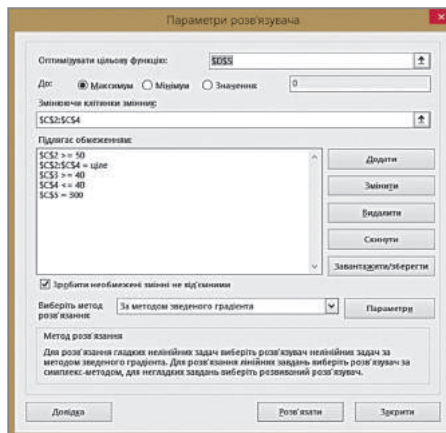 Параметри розв'язувача
Оптимізувати цільову функцію: $D$5
До: Максимум Мінімум Значення: 0
Змінюючи клітинки змінних:
$C$2:$C$4
Підлягає обмеженням:
$C$2 >= 50
$C$2:$C$4 = ціле
$C$3 >= 40
$C$4 <= 40
$C$5 = 300
Додати
Змінити
Видалити
Скинути
Завантажити/зберегти
Зробити необмежені змінні не від'ємними
Виберіть метод розв'язання: За методом зведеного градієнта
Параметри
Метод розв'язання
Для розв'язання гладких нелінійних задач виберіть розв'язувач нелінійних задач за
методом зведеного градієнта. Для розв'язання лінійних завдань виберіть розв'язувач за
симплекс-методом, для негладких завдань виберіть розвиваний розв'язувач.
Довідка
Розв'язати
Закрити